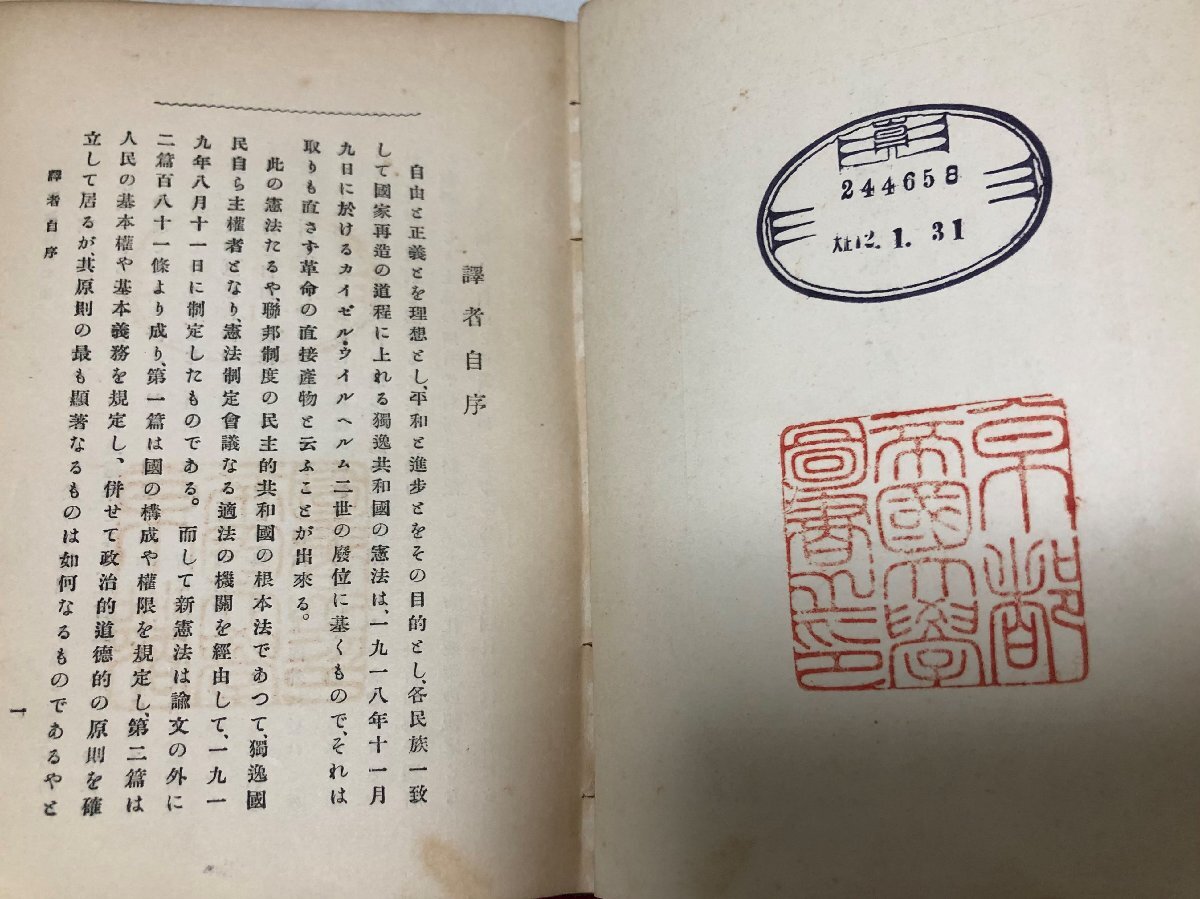 貴
244658
大正12.1.31
京都
帝國大學
圖書之印
譯者自序
自由と正義とを理想とし、平和と進步とをその目的とし、各民族一致
して國家再造の道程に上れる獨逸共和國の憲法は、一九一八年十一月
九日に於けるカイゼル・ウイルヘルム二世の廢位に基くもので、それは
取りも直さず革命の直接產物と云ふことが出來る。
此の憲法たるや、聯邦制度の民主的共和國の根本法であつて、獨逸國
民自ら主權者となり、憲法制定會議なる適法の機關を經由して、一九一
九年八月十一日に制定したものである。而して新憲法は諭文の外に
二篇百八十一條より成り、第一篇は國の構成や權限を規定し、第二篇は
人民の基本權や基本義務を規定し、併せて政治的道德的の原則を確
立して居るが、其原則の最も顯著なるものは如何なるものであるやと
譯者自序
一